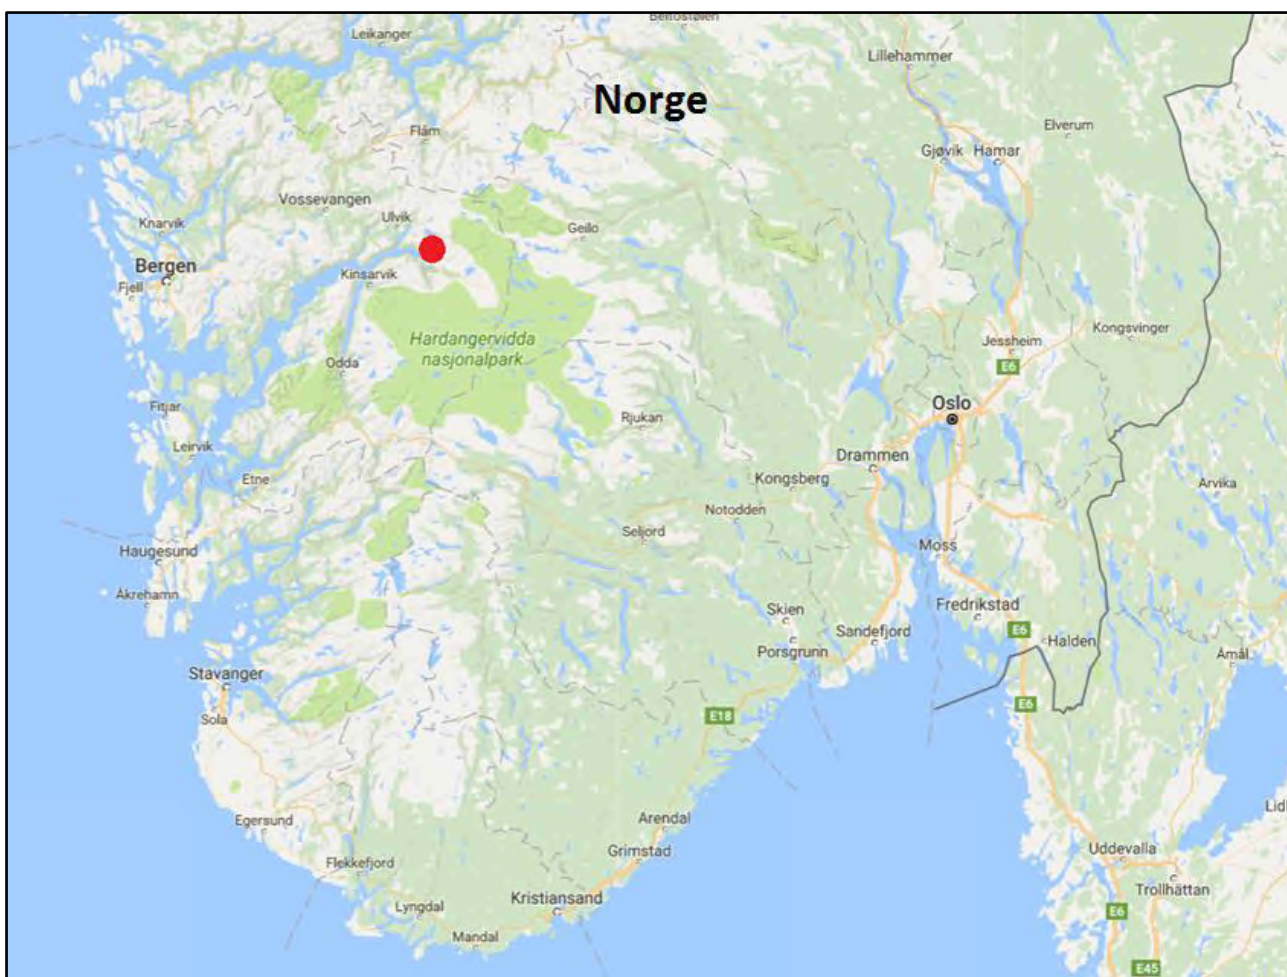 Beitostølen
Leikanger
Lillehammer
Norge
Elverum
Flåm
Gjøvik
Hamar
Vossevangen
Ulvik
Knarvik
Geilo
Bergen
Kinsarvik
Fjell
Kongsvinger
Hardangervidda
nasjonalpark
Jessheim
Odda
E6
Oslo
Fitjar
Rjukan
Leirvik
Drammen
Etne
Kongsberg
Arvika
Notodden
Seljord
Moss
Haugesund
Åkrehamn
Fredrikstad
Skien
E6
Sandefjord
Halden
Porsgrunn
Åmål
Stavanger
E6
Sola
E18
Lid
Arendal
Egersund
Grimstad
Uddevalla
Flekkefjord
Trollhättan
Kristiansand
Lyngdal
E6
Mandal
E45